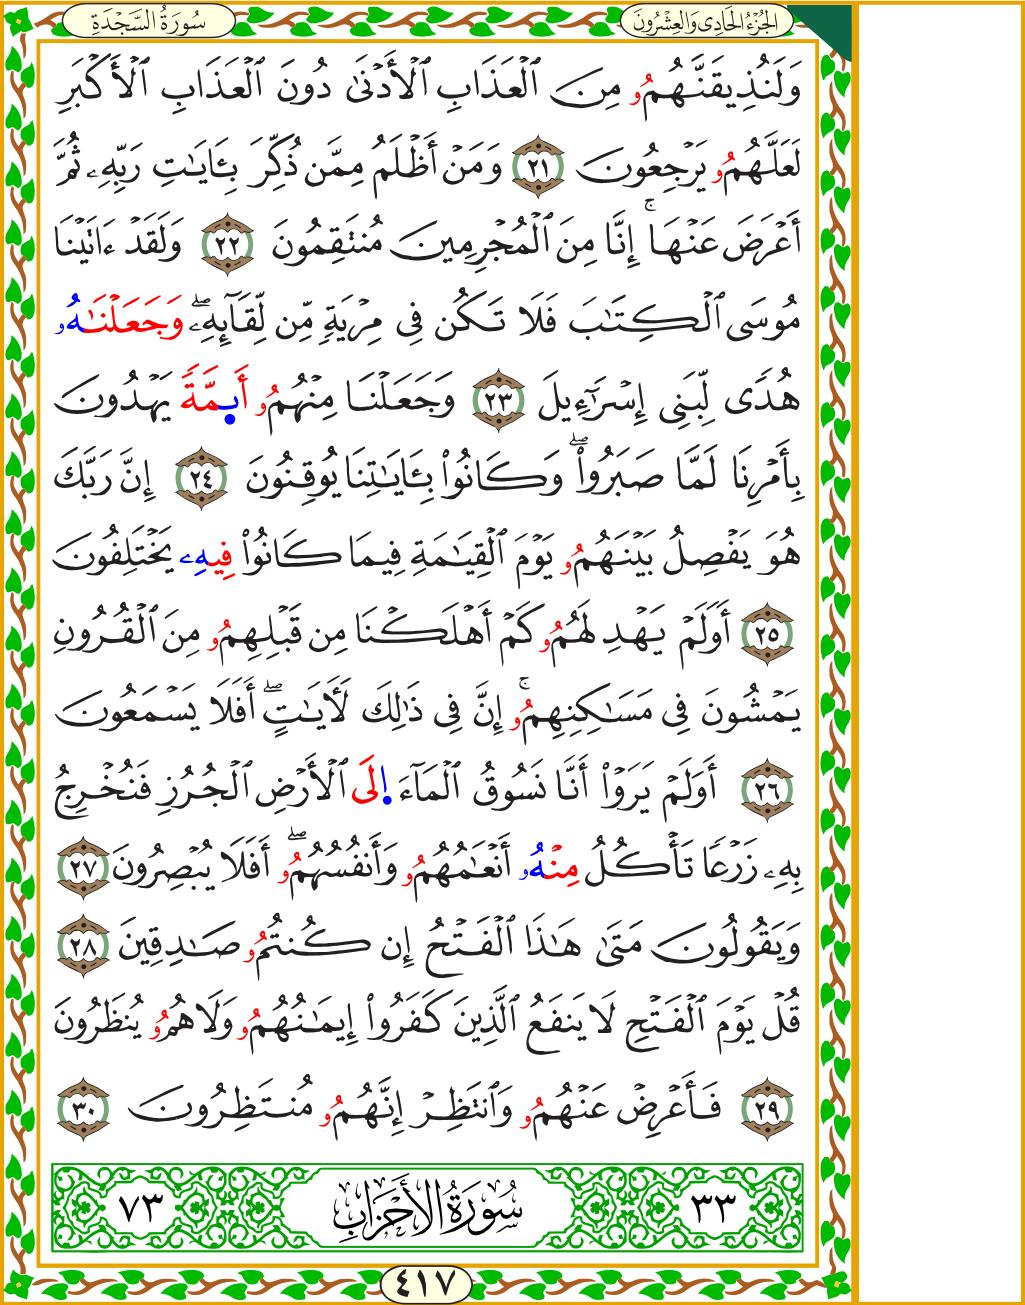 سُورَةُ السَّجْدَةِ
الجُزْءُ الحَادِى وَالعِشْرُونَ
وَلَنُذِيقَنَّهُمُۥ مِنَ ٱلْعَذَابِ ٱلْأَدْنَىٰ دُونَ ٱلْعَذَابِ ٱلْأَكْبَرِ
لَعَلَّهُمُۥ يَرْجِعُونَ ٢١ وَمَنْ أَظْلَمُ مِمَّن ذُكِّرَ بِـَٔايَٰتِ رَبِّهِۦ ثُمَّ
أَعْرَضَ عَنْهَآۚ إِنَّا مِنَ ٱلْمُجْرِمِينَ مُنتَقِمُونَ ٢٢ وَلَقَدْ ءَاتَيْنَا
مُوسَى ٱلْكِتَٰبَ فَلَا تَكُن فِى مِرْيَةٍ مِّن لِّقَآئِهِۦۖ وَجَعَلْنَٰهُۥ
هُدًى لِّبَنِى إِسْرَٰٓءِيلَ ٢٣ وَجَعَلْنَا مِنْهُمُۥ أَىِٕمَّةً يَهْدُونَ
بِأَمْرِنَا لَمَّا صَبَرُوا۟ۖ وَكَانُوا۟ بِـَٔايَٰتِنَا يُوقِنُونَ ٢٤ إِنَّ رَبَّكَ
هُوَ يَفْصِلُ بَيْنَهُمُۥ يَوْمَ ٱلْقِيَٰمَةِ فِيمَا كَانُوا۟ فِيهِۦ يَخْتَلِفُونَ
٢٥ أَوَلَمْ يَهْدِ لَهُمُۥ كَمْ أَهْلَكْنَا مِن قَبْلِهِمُۥ مِنَ ٱلْقُرُونِ
يَمْشُونَ فِى مَسَٰكِنِهِمُۥۚ إِنَّ فِى ذَٰلِكَ لَأٓيَٰتٍۖ أَفَلَا يَسْمَعُونَ
٢٦ أَوَلَمْ يَرَوْا۟ أَنَّا نَسُوقُ ٱلْمَآءَ إِلَى ٱلْأَرْضِ ٱلْجُرُزِ فَنُخْرِجُ
بِهِۦ زَرْعًا تَأْكُلُ مِنْهُۥ أَنْعَٰمُهُمُۥ وَأَنفُسُهُمُۥۖ أَفَلَا يُبْصِرُونَ ٢٧
وَيَقُولُونَ مَتَىٰ هَٰذَا ٱلْفَتْحُ إِن كُنتُمُۥ صَٰدِقِينَ ٢٨
قُلْ يَوْمَ ٱلْفَتْحِ لَا يَنفَعُ ٱلَّذِينَ كَفَرُوا۟ إِيمَٰنُهُمُۥ وَلَا هُمُۥ يُنظَرُونَ
٢٩ فَأَعْرِضْ عَنْهُمُۥ وَٱنتَظِرْ إِنَّهُمُۥ مُنتَظِرُونَ ٣٠
٣٣ سُورَةُ الأَحْزَابِ ٧٣
٤١٧